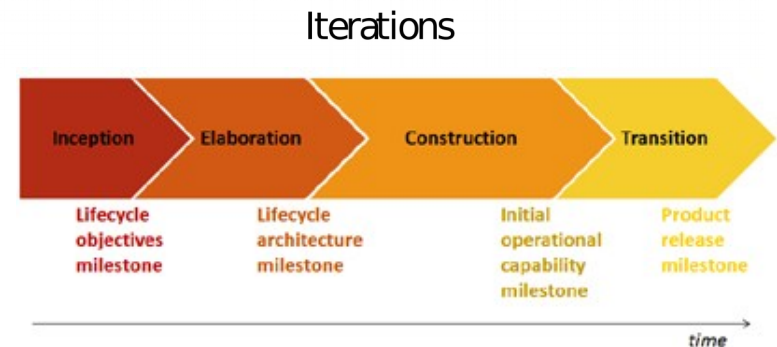 Iterations
Inception
Elaboration
Construction
Transition
Lifecycle
objectives
milestone
Lifecycle
architecture
milestone
Initial
operational
capability
milestone
Product
release
milestone
time